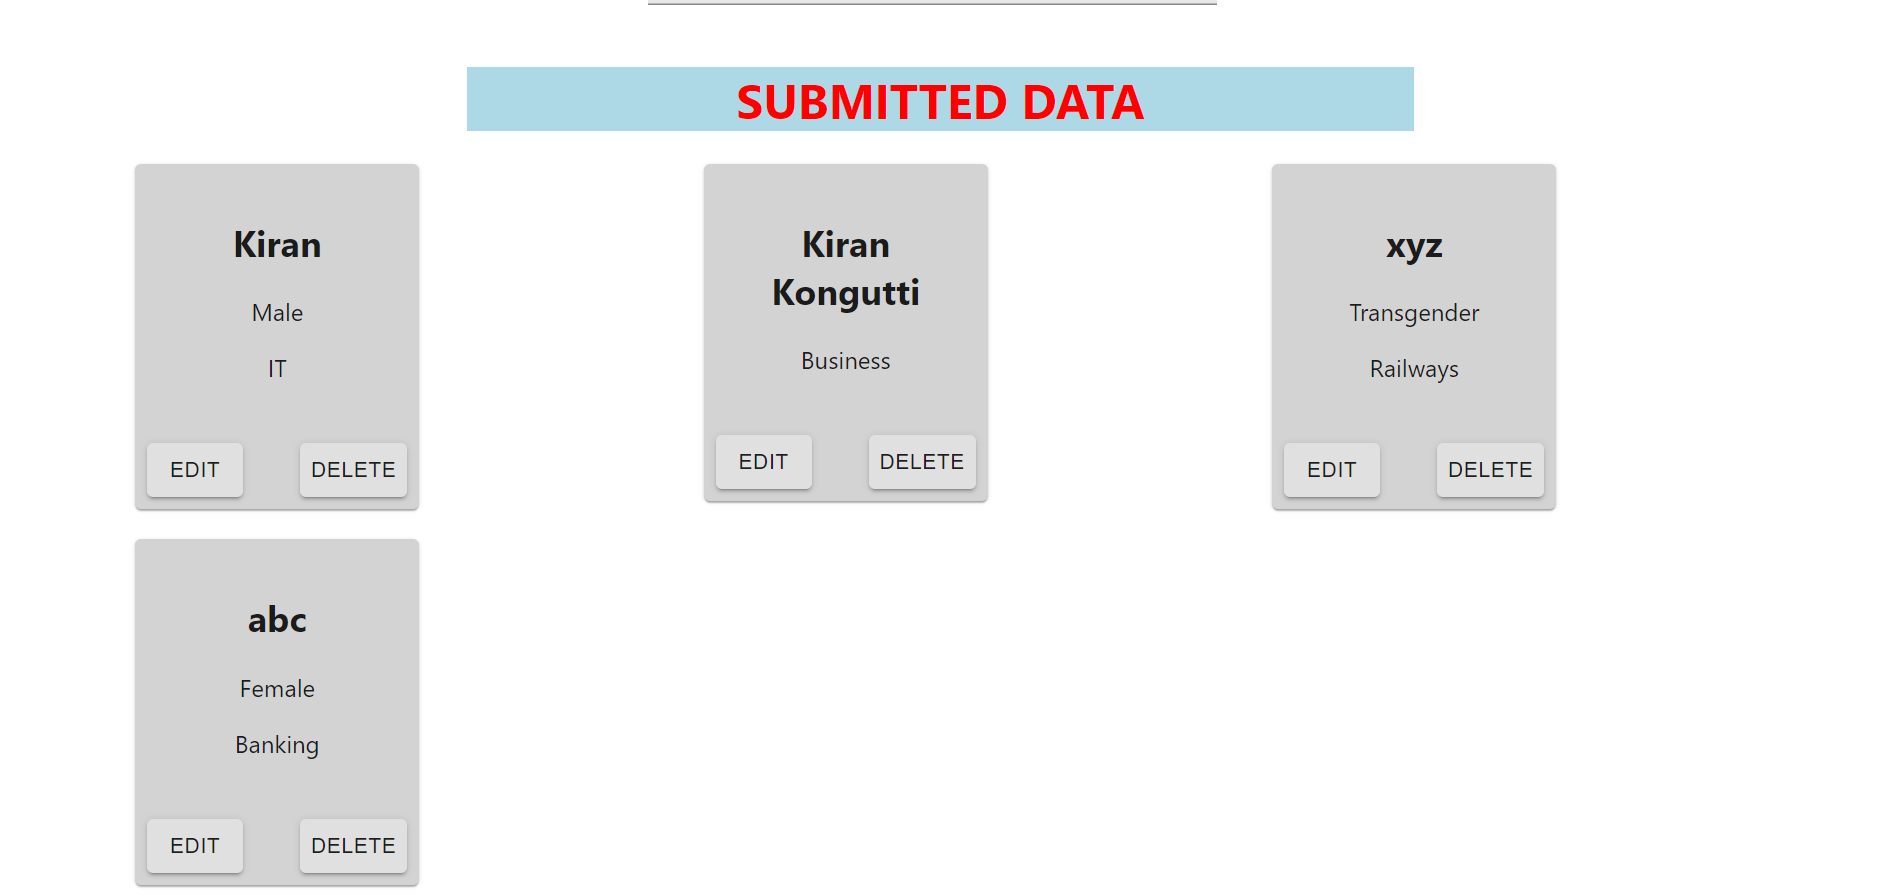 SUBMITTED DATA
Kiran
Male
IT
EDIT
DELETE
Kiran
Kongutti
Business
EDIT
DELETE
xyz
Transgender
Railways
EDIT
DELETE
abc
Female
Banking
EDIT
DELETE